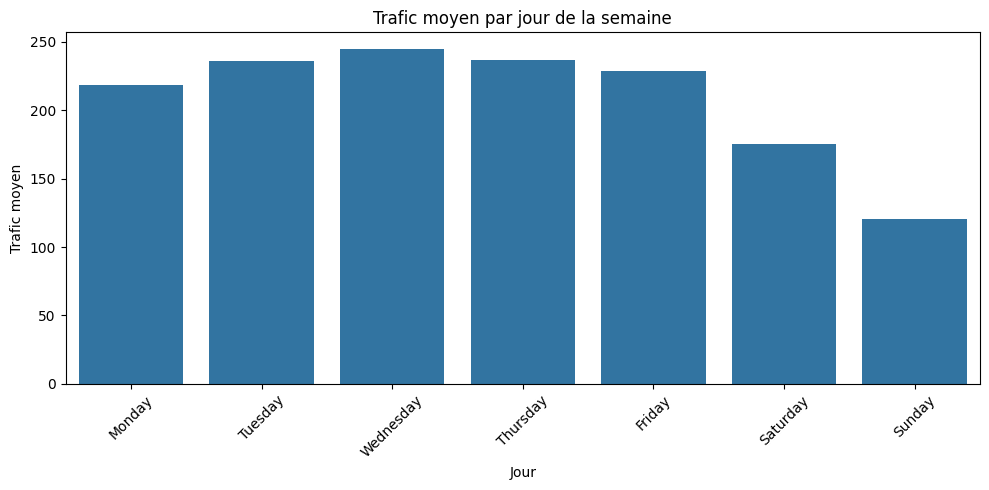 Trafic moyen par jour de la semaine
Trafic moyen
250
200
150
100
50
0
Monday
Tuesday
Wednesday
Thursday
Friday
Saturday
Sunday
Jour